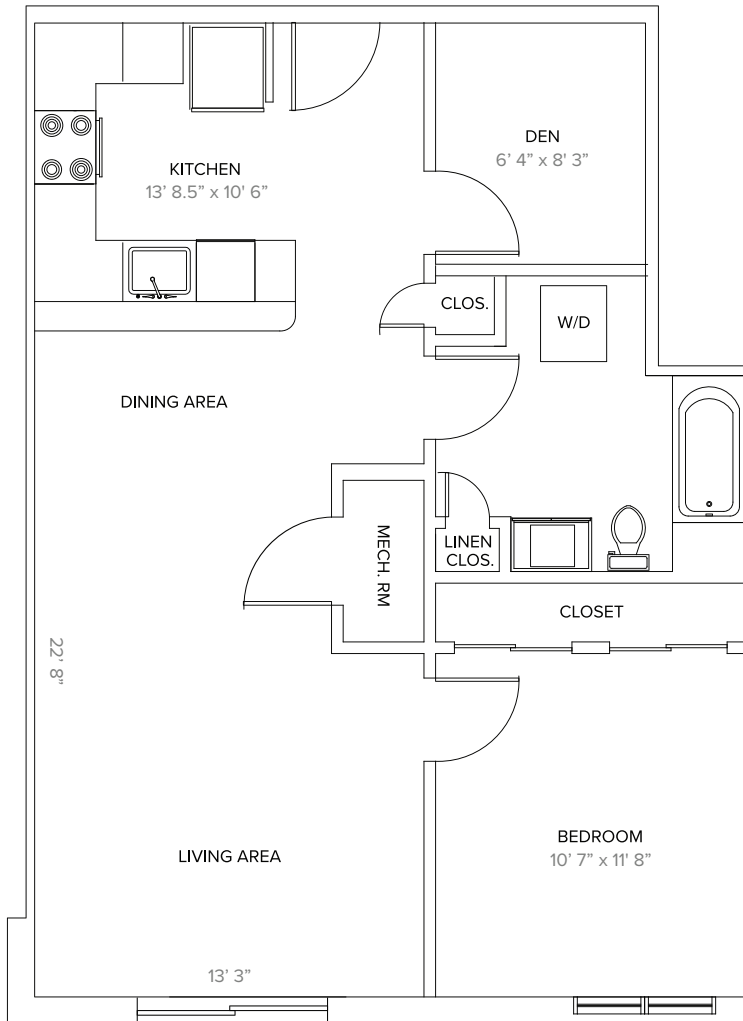 DEN
6’ 4” x 8’ 3”
KITCHEN
13’ 8.5” x 10’ 6”
CLOS.
W/D
DINING AREA
MECH. RM
LINEN
CLOS.
CLOSET
22’ 8”
BEDROOM
10’ 7” x 11’ 8”
LIVING AREA
13’ 3”